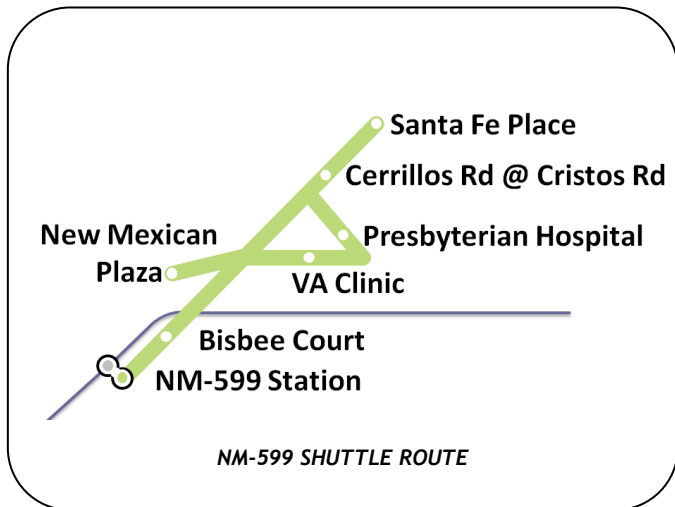 Santa Fe Place
Cerrillos Rd @ Cristos Rd
New Mexican
Plaza
Presbyterian Hospital
VA Clinic
Bisbee Court
NM-599 Station
NM-599 SHUTTLE ROUTE